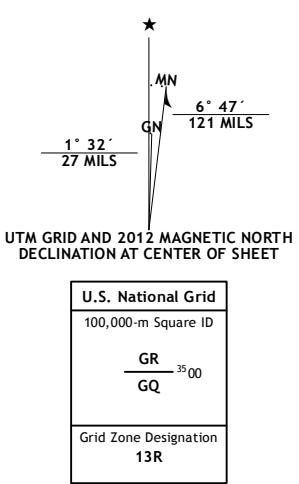 ★
MN
GN
6° 47´
121 MILS
1° 32´
27 MILS
UTM GRID AND 2012 MAGNETIC NORTH
DECLINATION AT CENTER OF SHEET
U.S. National Grid
100,000-m Square ID
GR
3500
GQ
Grid Zone Designation
13R